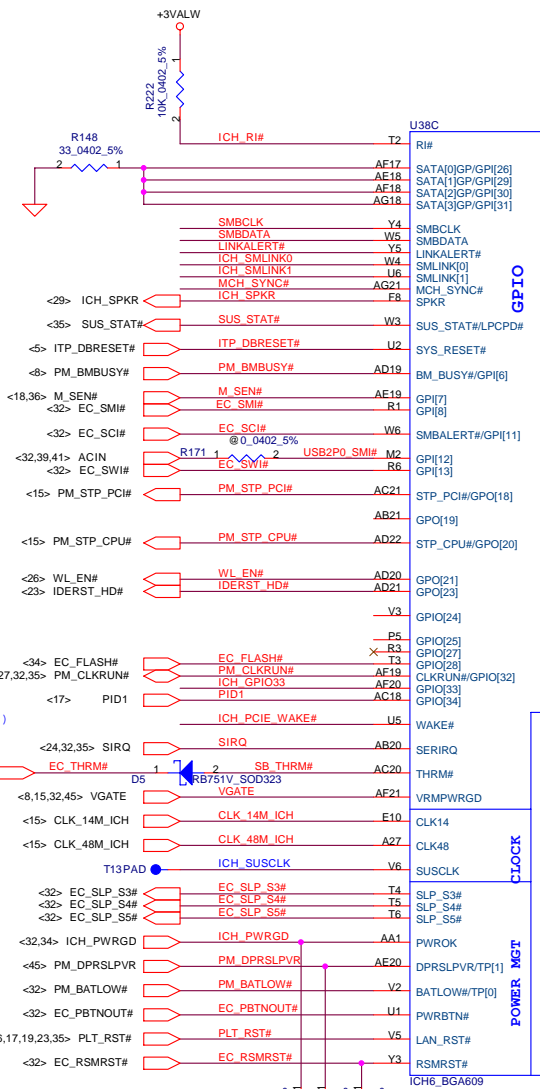 +3VALW
R222
10K_0402_5%
1
2
U38C
ICH_RI# T2 RI#
R148
33_0402_5%
2 1
AF17 SATA[0]GP/GPI[26]
AE18 SATA[1]GP/GPI[29]
AF18 SATA[2]GP/GPI[30]
AG18 SATA[3]GP/GPI[31]
SMBCLK Y4 SMBCLK
SMBDATA W5 SMBDATA
LINKALERT# Y5 LINKALERT#
ICH_SMLINK0 W4 SMLINK[0]
ICH_SMLINK1 U6 SMLINK[1]
MCH_SYNC# AG21 MCH_SYNC#
<29> ICH_SPKR ICH_SPKR F8 SPKR
GPIO
<35> SUS_STAT# SUS_STAT# W3 SUS_STAT#/LPCPD#
<5> ITP_DBRESET# ITP_DBRESET# U2 SYS_RESET#
<8> PM_BMBUSY# PM_BMBUSY# AD19 BM_BUSY#/GPI[6]
<18,36> M_SEN# M_SEN# AE19 GPI[7]
<32> EC_SMI# EC_SMI# R1 GPI[8]
<32> EC_SCI# EC_SCI# W6 SMBALERT#/GPI[11]
@0_0402_5%
<32,39,41> ACIN R171 1 2 USB2P0_SMI# M2 GPI[12]
<32> EC_SWI# EC_SWI# R6 GPI[13]
<15> PM_STP_PCI# PM_STP_PCI# AC21 STP_PCI#/GPO[18]
AB21 GPO[19]
<15> PM_STP_CPU# PM_STP_CPU# AD22 STP_CPU#/GPO[20]
<26> WL_EN# WL_EN# AD20 GPO[21]
<23> IDERST_HD# IDERST_HD# AD21 GPO[23]
V3 GPIO[24]
P5 GPIO[25]
R3 GPIO[27]
<34> EC_FLASH# EC_FLASH# T3 GPIO[28]
27,32,35> PM_CLKRUN# PM_CLKRUN# AF19 CLKRUN#/GPIO[32]
ICH_GPIO33 AF20 GPIO[33]
<17> PID1 PID1 AC18 GPIO[34]
)
ICH_PCIE_WAKE# U5 WAKE#
<24,32,35> SIRQ SIRQ AB20 SERIRQ
EC_THRM# 1 2 SB_THRM# AC20 THRM#
D5 RB751V_SOD323
<8,15,32,45> VGATE VGATE AF21 VRMPWRGD
<15> CLK_14M_ICH CLK_14M_ICH E10 CLK14
<15> CLK_48M_ICH CLK_48M_ICH A27 CLK48
CLOCK
T13PAD ICH_SUSCLK V6 SUSCLK
<32> EC_SLP_S3# EC_SLP_S3# T4 SLP_S3#
<32> EC_SLP_S4# EC_SLP_S4# T5 SLP_S4#
<32> EC_SLP_S5# EC_SLP_S5# T6 SLP_S5#
<32,34> ICH_PWRGD ICH_PWRGD AA1 PWROK
<45> PM_DPRSLPVR PM_DPRSLPVR AE20 DPRSLPVR/TP[1]
POWER MGT
<32> PM_BATLOW# PM_BATLOW# V2 BATLOW#/TP[0]
<32> EC_PBTNOUT# EC_PBTNOUT# U1 PWRBTN#
6,17,19,23,35> PLT_RST# PLT_RST# V5 LAN_RST#
<32> EC_RSMRST# EC_RSMRST# Y3 RSMRST#
ICH6_BGA609
1 1 1